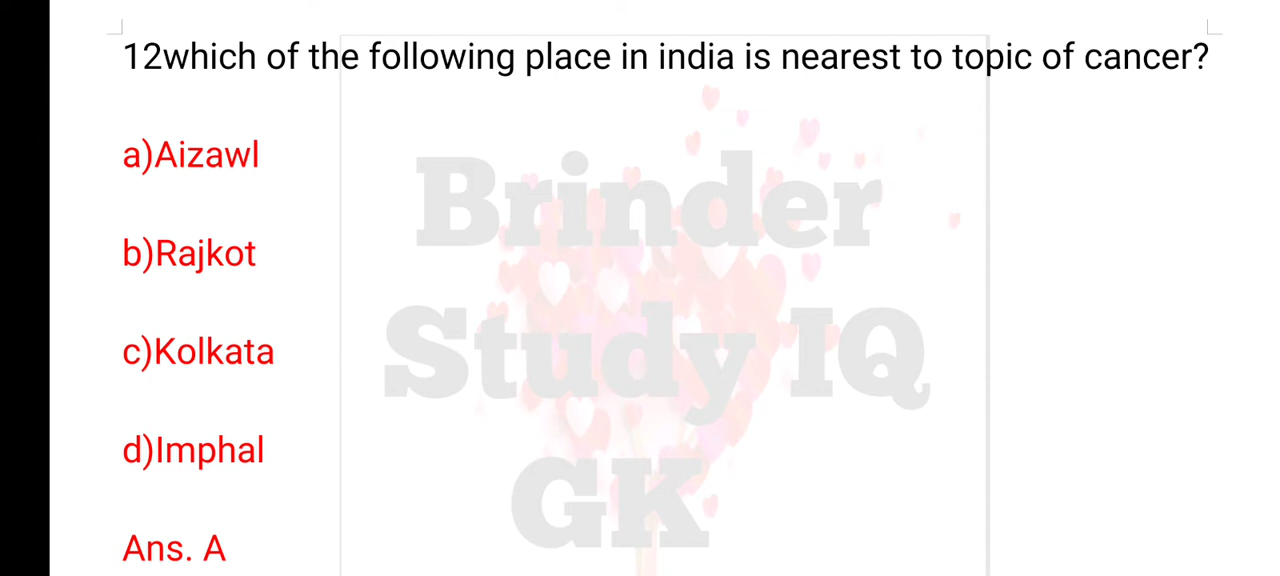 12which of the following place in india is nearest to topic of cancer?
a)Aizawl
b)Rajkot
c)Kolkata
d)Imphal
Ans. A
Brinder
Study IQ
GK